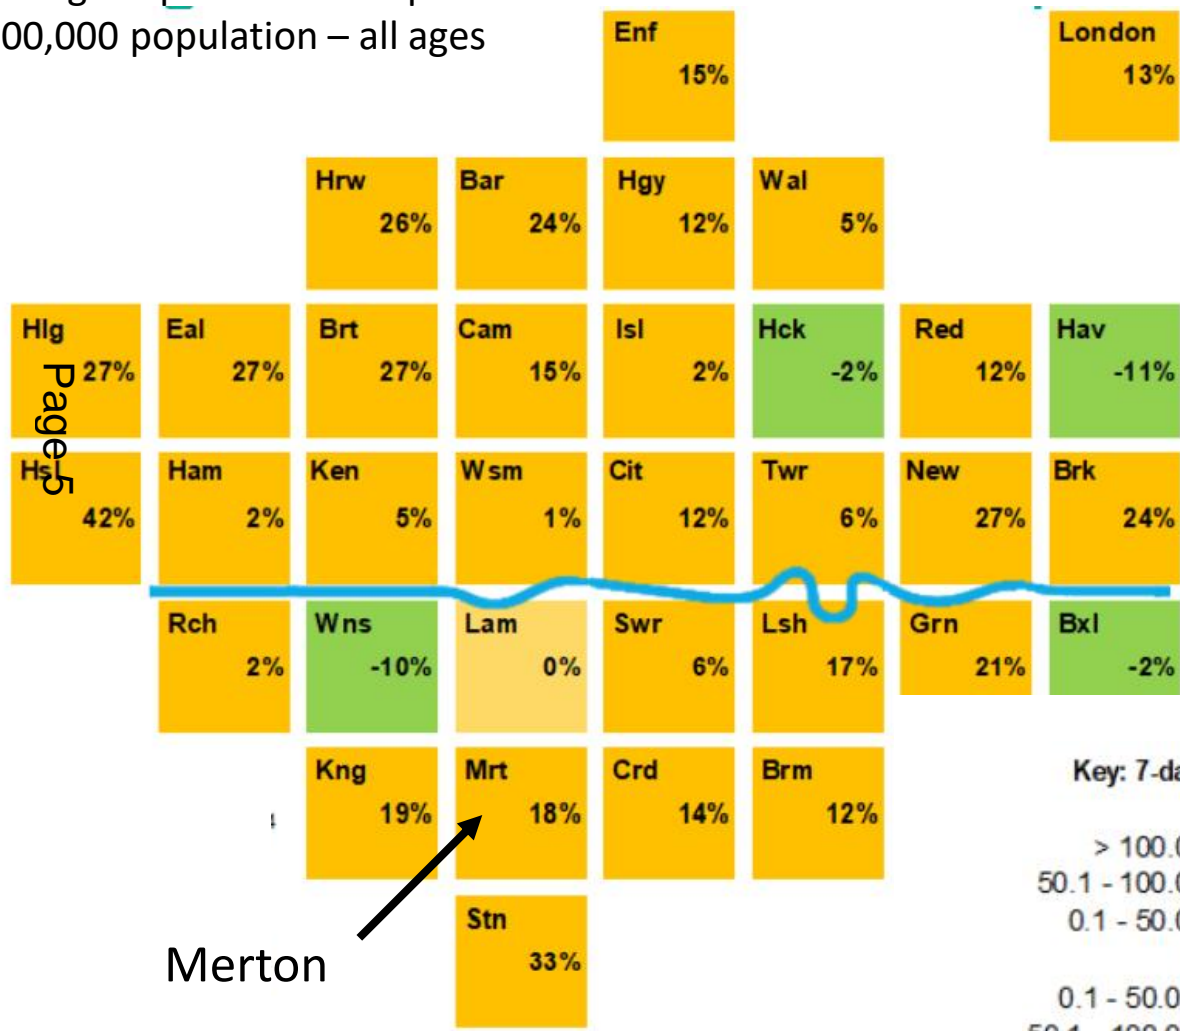 00,000 population – all ages
Enf
15%
London
13%
Hrw
26%
Bar
24%
Hgy
12%
Wal
5%
Hlg
27%
Eal
27%
Brt
27%
Cam
15%
Isl
2%
Hck
-2%
Red
12%
Hav
-11%
Page 5
Hsl
42%
Ham
2%
Ken
5%
Wsm
1%
Cit
12%
Twr
6%
New
27%
Brk
24%
Rch
2%
Wns
-10%
Lam
0%
Swr
6%
Lsh
17%
Grn
21%
Bxl
-2%
Kng
19%
Mrt
18%
Crd
14%
Brm
12%
Key: 7-da
> 100.0
50.1 - 100.0
0.1 - 50.0
Stn
33%
Merton
0.1 - 50.0